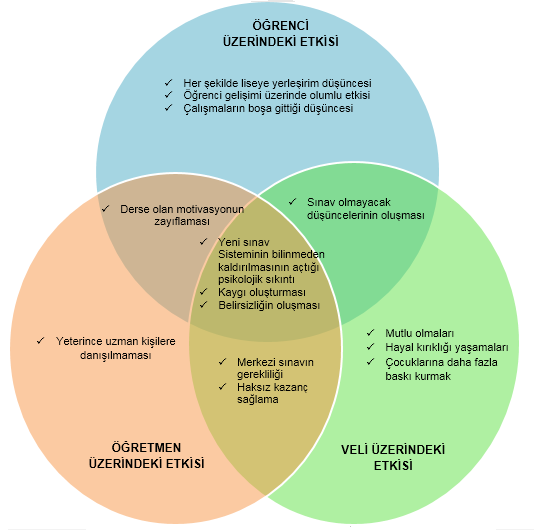 ÖĞRENCİ
ÜZERİNDEKİ ETKİSİ
✓ Her şekilde liseye yerleşirim düşüncesi
✓ Öğrenci gelişimi üzerinde olumlu etkisi
✓ Çalışmaların boşa gittiği düşüncesi
✓ Derse olan motivasyonun
zayıflaması
✓ Sınav olmayacak
düşüncelerinin oluşması
✓ Yeni sınav
Sisteminin bilinmeden
kaldırılmasının açtığı
psikolojik sıkıntı
✓ Kaygı oluşturması
✓ Belirsizliğin oluşması
✓ Yeterince uzman kişilere
danışılmaması
✓ Merkezi sınavın
gerekliliği
✓ Haksız kazanç
sağlama
✓ Mutlu olmaları
✓ Hayal kırıklığı yaşamaları
✓ Çocuklarına daha fazla
baskı kurmak
ÖĞRETMEN
ÜZERİNDEKİ ETKİSİ
VELİ ÜZERİNDEKİ
ETKİSİ